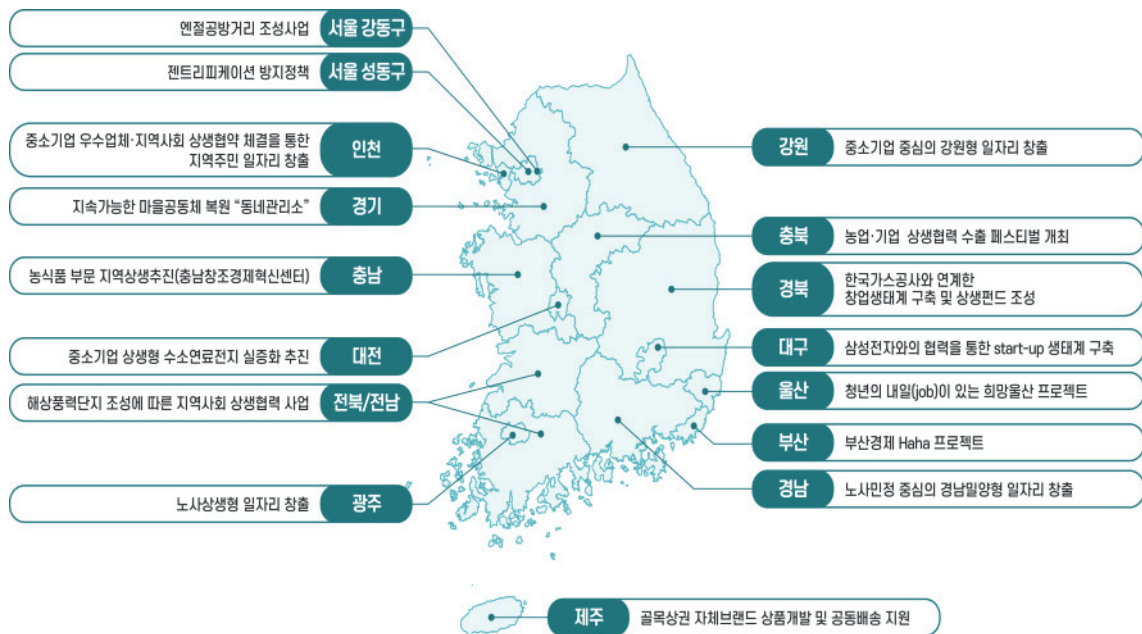 엔절공방거리 조성사업 서울 강동구
젠트리피케이션 방지정책 서울 성동구
중소기업 우수업체·지역사회 상생협약 체결을 통한
지역주민 일자리 창출
인천
지속가능한 마을공동체 복원 “동네관리소” 경기
농식품 부문 지역상생추진(충남창조경제혁신센터) 충남
중소기업 상생형 수소연료전지 실증화 추진 대전
해상풍력단지 조성에 따른 지역사회 상생협력 사업 전북/전남
노사상생형 일자리 창출 광주
강원 중소기업 중심의 강원형 일자리 창출
충북 농업·기업 상생협력 수출 페스티벌 개최
경북
한국가스공사와 연계한
창업생태계 구축 및 상생펀드 조성
대구 삼성전자와의 협력을 통한 start-up 생태계 구축
울산 청년의 내일(job)이 있는 희망울산 프로젝트
부산 부산경제 Haha 프로젝트
경남 노사민정 중심의 경남밀양형 일자리 창출
제주 골목상권 자체브랜드 상품개발 및 공동배송 지원